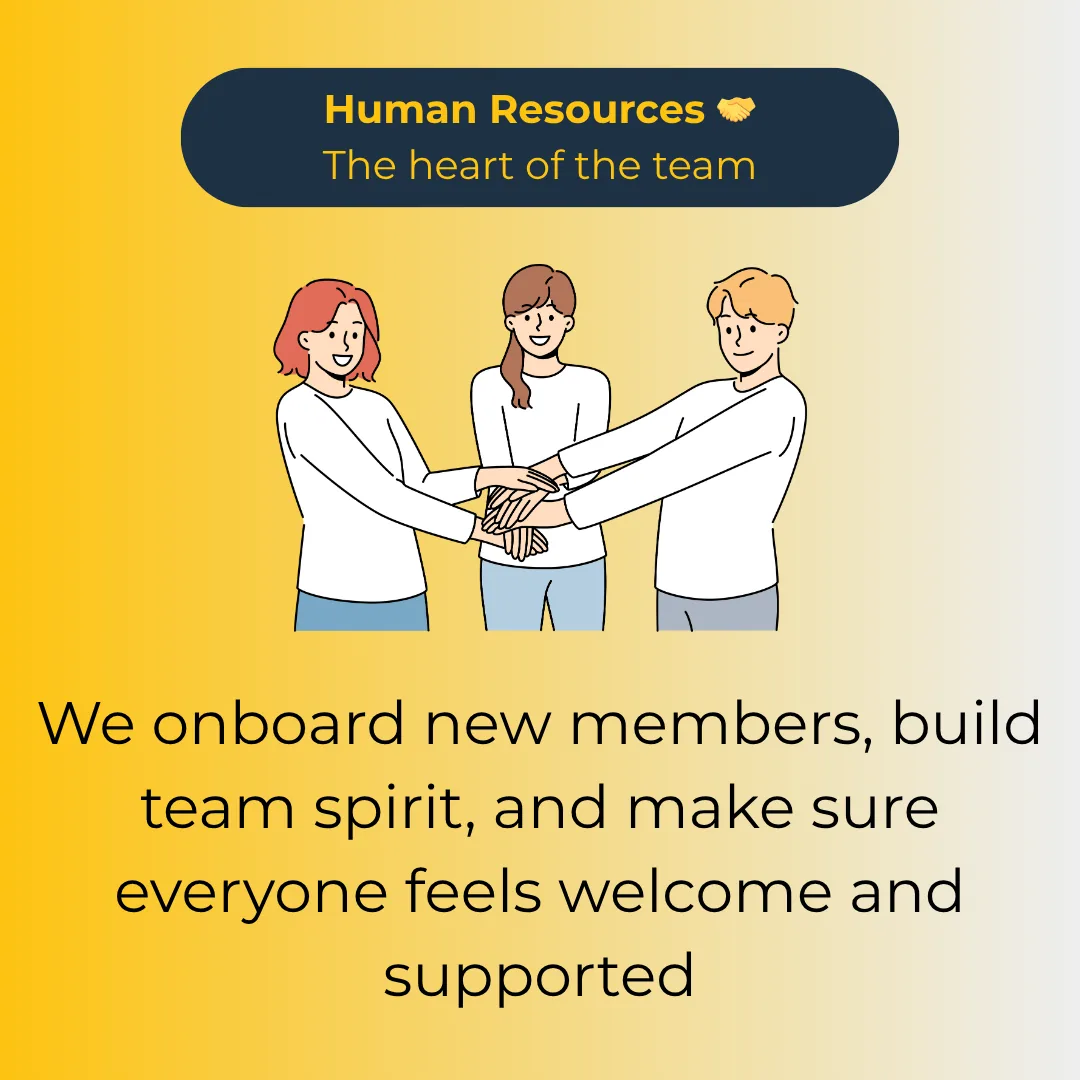 Human Resources 🤝
The heart of the team
We onboard new members, build
team spirit, and make sure
everyone feels welcome and
supported